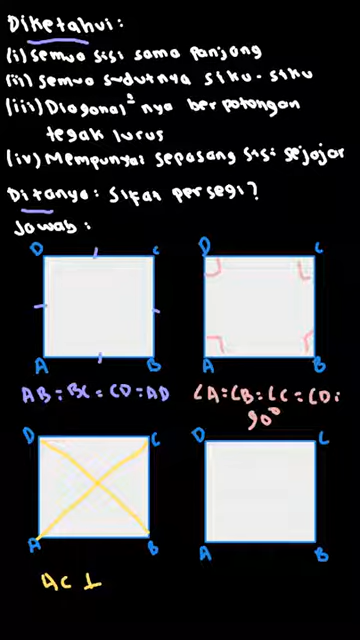 Diketahui:
(i) Semua sisi sama panjang
(ii) Semua sudutnya siku-siku
(iii) Diagonal²nya berpotongan
tegak lurus
(iv) Mempunyai sepasang sisi sejajar
Ditanya: Sifat persegi?
Jawab:
D C
D C
A B
A B
AB = BC = CD = AD
∠A = ∠B = ∠C = ∠D =
90°
D C
D C
A B
A B
AC ⊥